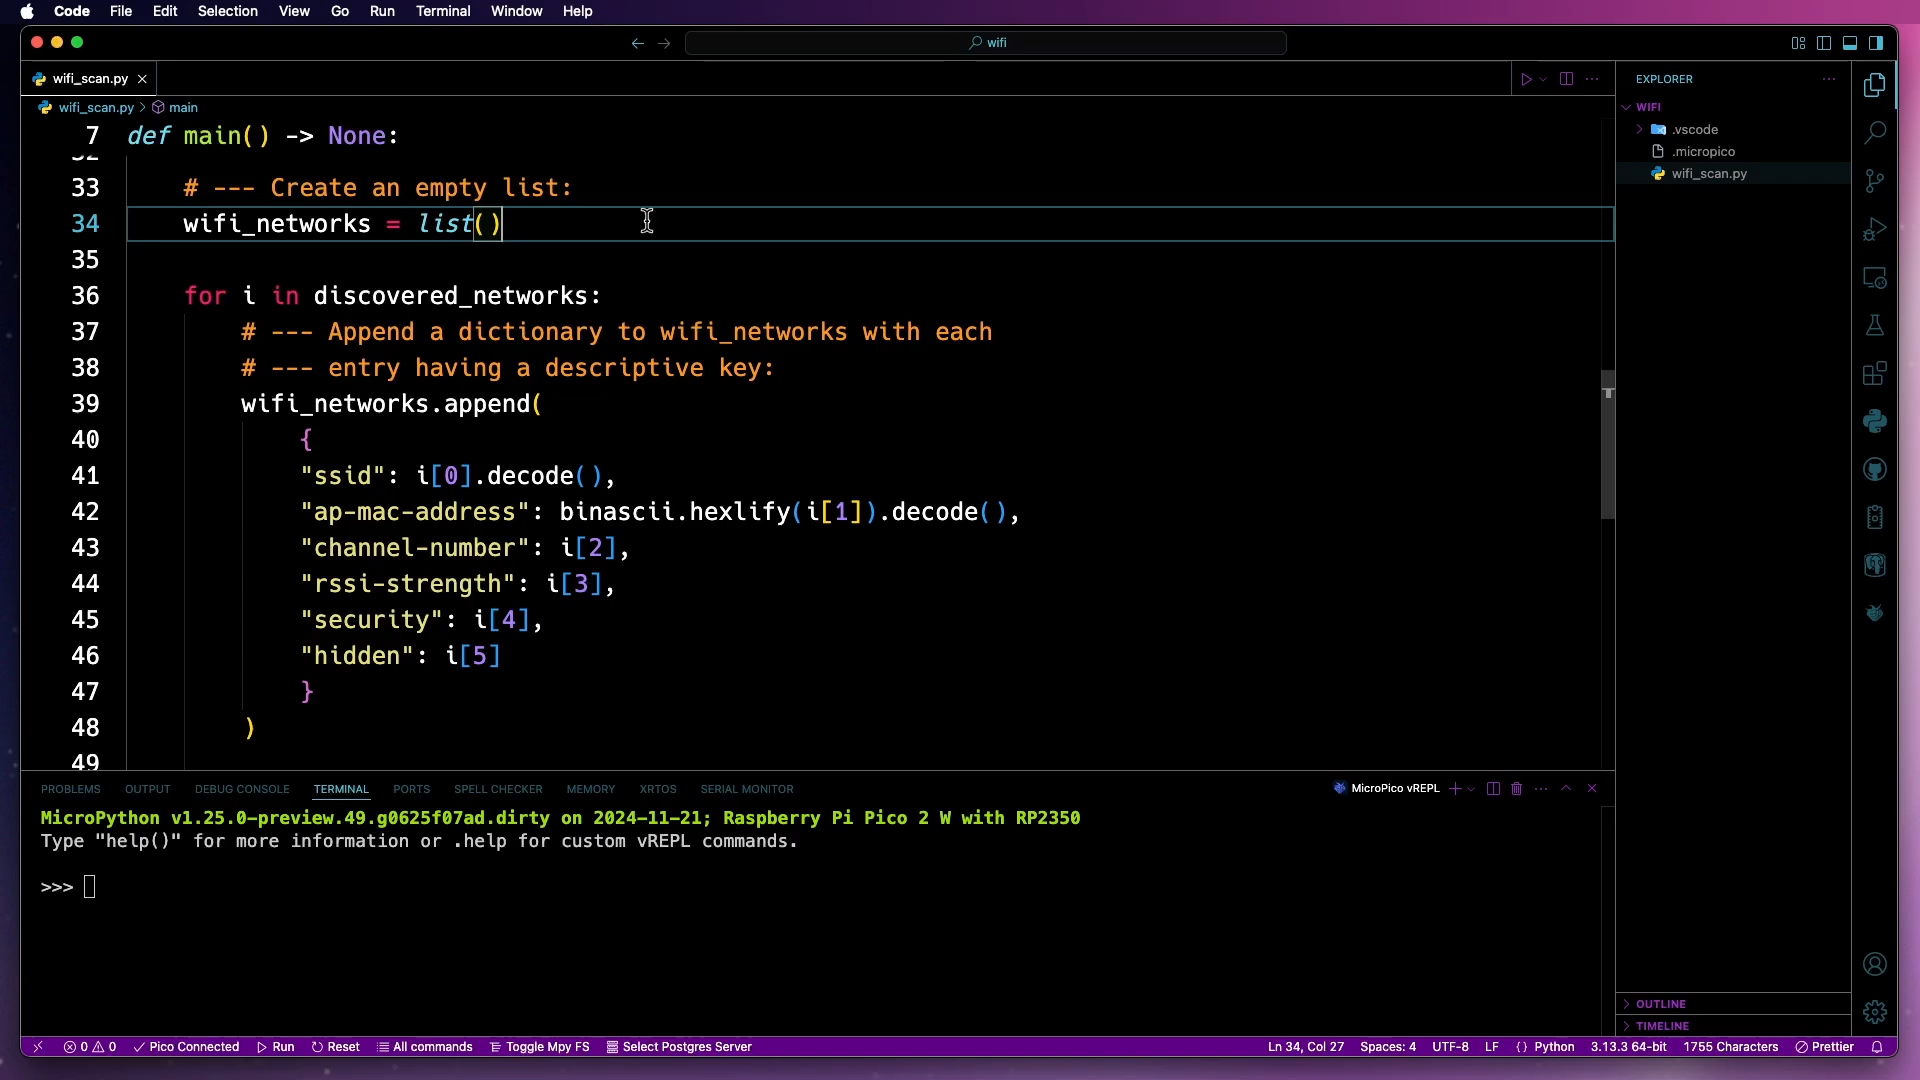 Code File Edit Selection View Go Run Terminal Window Help
wifi
wifi_scan.py
wifi_scan.py > main
7 def main() -> None:
32
33 # --- Create an empty list:
34 wifi_networks = list()
35
36 for i in discovered_networks:
37 # --- Append a dictionary to wifi_networks with each
38 # --- entry having a descriptive key:
39 wifi_networks.append(
40 {
41 "ssid": i[0].decode(),
42 "ap-mac-address": binascii.hexlify(i[1]).decode(),
43 "channel-number": i[2],
44 "rssi-strength": i[3],
45 "security": i[4],
46 "hidden": i[5]
47 }
48 )
49
EXPLORER
WIFI
.vscode
.micropico
wifi_scan.py
OUTLINE
TIMELINE
PROBLEMS OUTPUT DEBUG CONSOLE TERMINAL PORTS SPELL CHECKER MEMORY XRTOS SERIAL MONITOR MicroPico vREPL
MicroPython v1.25.0-preview.49.g0625f07ad.dirty on 2024-11-21; Raspberry Pi Pico 2 W with RP2350
Type "help()" for more information or .help for custom vREPL commands.
>>>
0 0 Pico Connected Run Reset All commands Toggle Mpy FS Select Postgres Server Ln 34, Col 27 Spaces: 4 UTF-8 LF {} Python 3.13.3 64-bit 1755 Characters Prettier